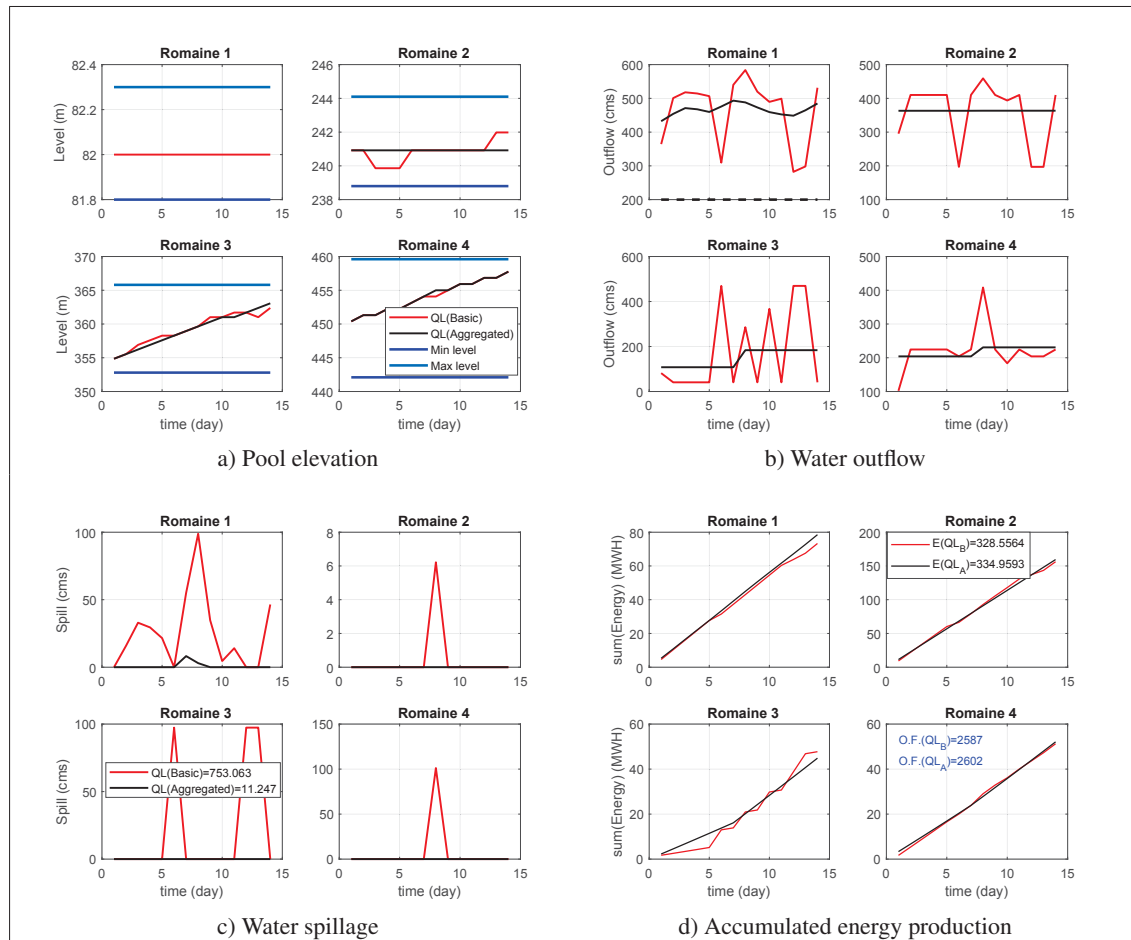 Romaine 1
82.4
82.2
82
81.8
0 5 10 15
Level (m)
Romaine 2
246
244
242
240
238
0 5 10 15
Romaine 3
370
365
360
355
350
0 5 10 15
Level (m)
time (day)
Romaine 4
460
455
450
445
440
0 5 10 15
time (day)
QL(Basic)
QL(Aggregated)
Min level
Max level
a) Pool elevation
Romaine 1
600
500
400
300
200
0 5 10 15
Outflow (cms)
Romaine 2
500
400
300
200
100
0 5 10 15
Romaine 3
600
400
200
0
0 5 10 15
Outflow (cms)
time (day)
Romaine 4
500
400
300
200
100
0 5 10 15
time (day)
b) Water outflow
Romaine 1
100
50
0
0 5 10 15
Spill (cms)
Romaine 2
8
6
4
2
0
0 5 10 15
Romaine 3
100
50
0
0 5 10 15
Spill (cms)
QL(Basic)=753.063
QL(Aggregated)=11.247
time (day)
Romaine 4
150
100
50
0
0 5 10 15
time (day)
c) Water spillage
Romaine 1
80
60
40
20
0
0 5 10 15
sum(Energy) (MWH)
Romaine 2
200
150
100
50
0
0 5 10 15
E(QL_B)=328.5564
E(QL_A)=334.9593
Romaine 3
60
40
20
0
0 5 10 15
sum(Energy) (MWH)
time (day)
Romaine 4
60
40
20
0
0 5 10 15
O.F.(QL_B)=2587
O.F.(QL_A)=2602
time (day)
d) Accumulated energy production